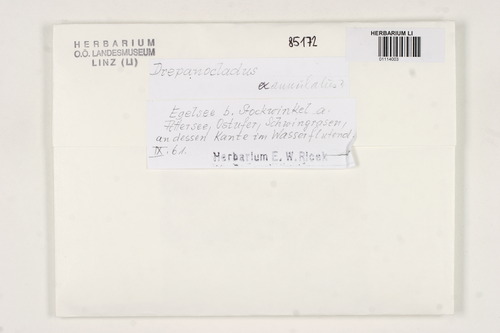 HERBARIUM
O.Ö. LANDESMUSEUM
LINZ (LI)
85172
HERBARIUM LI
01114003
Drepanocladus
exannulatus
Egelsee b. Stockwinkel a.
Attersee, Ostufer, Schwingrasen,
an dessen Kante im Wasser flutend
IX. 61.
Herbarium E. W. Ricek